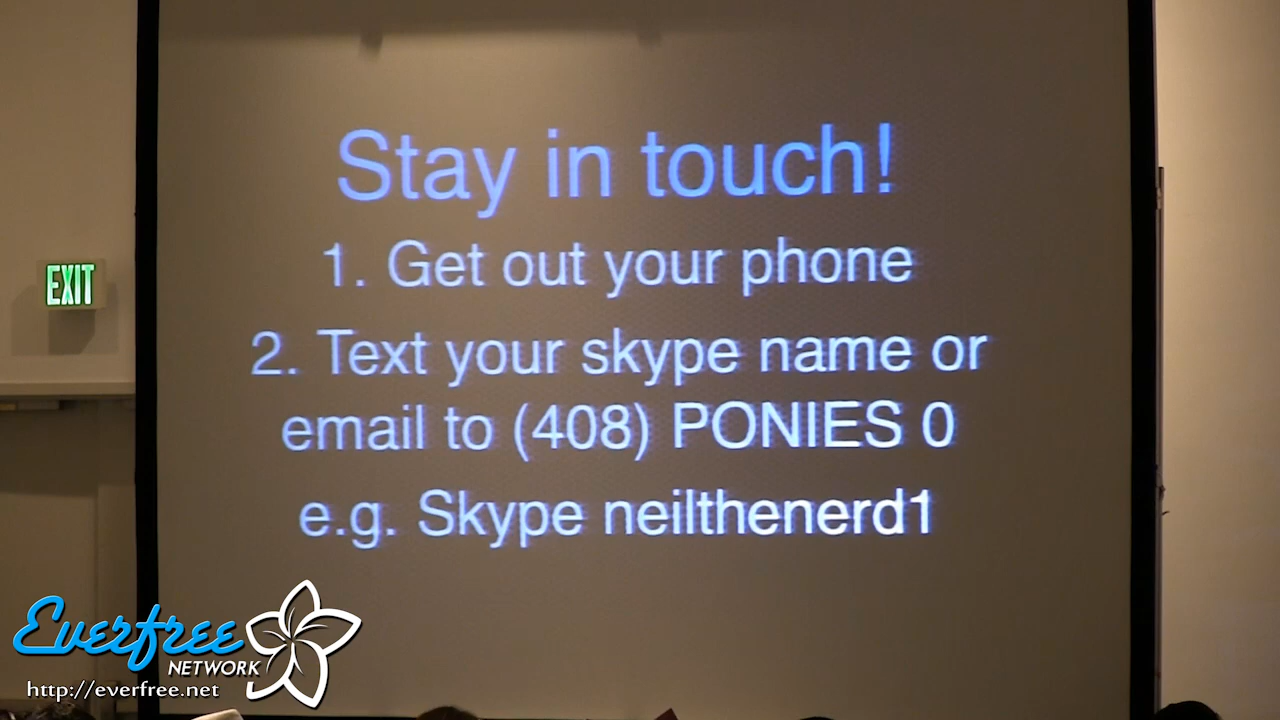 Stay in touch!
1. Get out your phone
2. Text your skype name or
email to (408) PONIES 0
e.g. Skype neilthenerd1
EXIT
Everfree
NETWORK
http://everfree.net